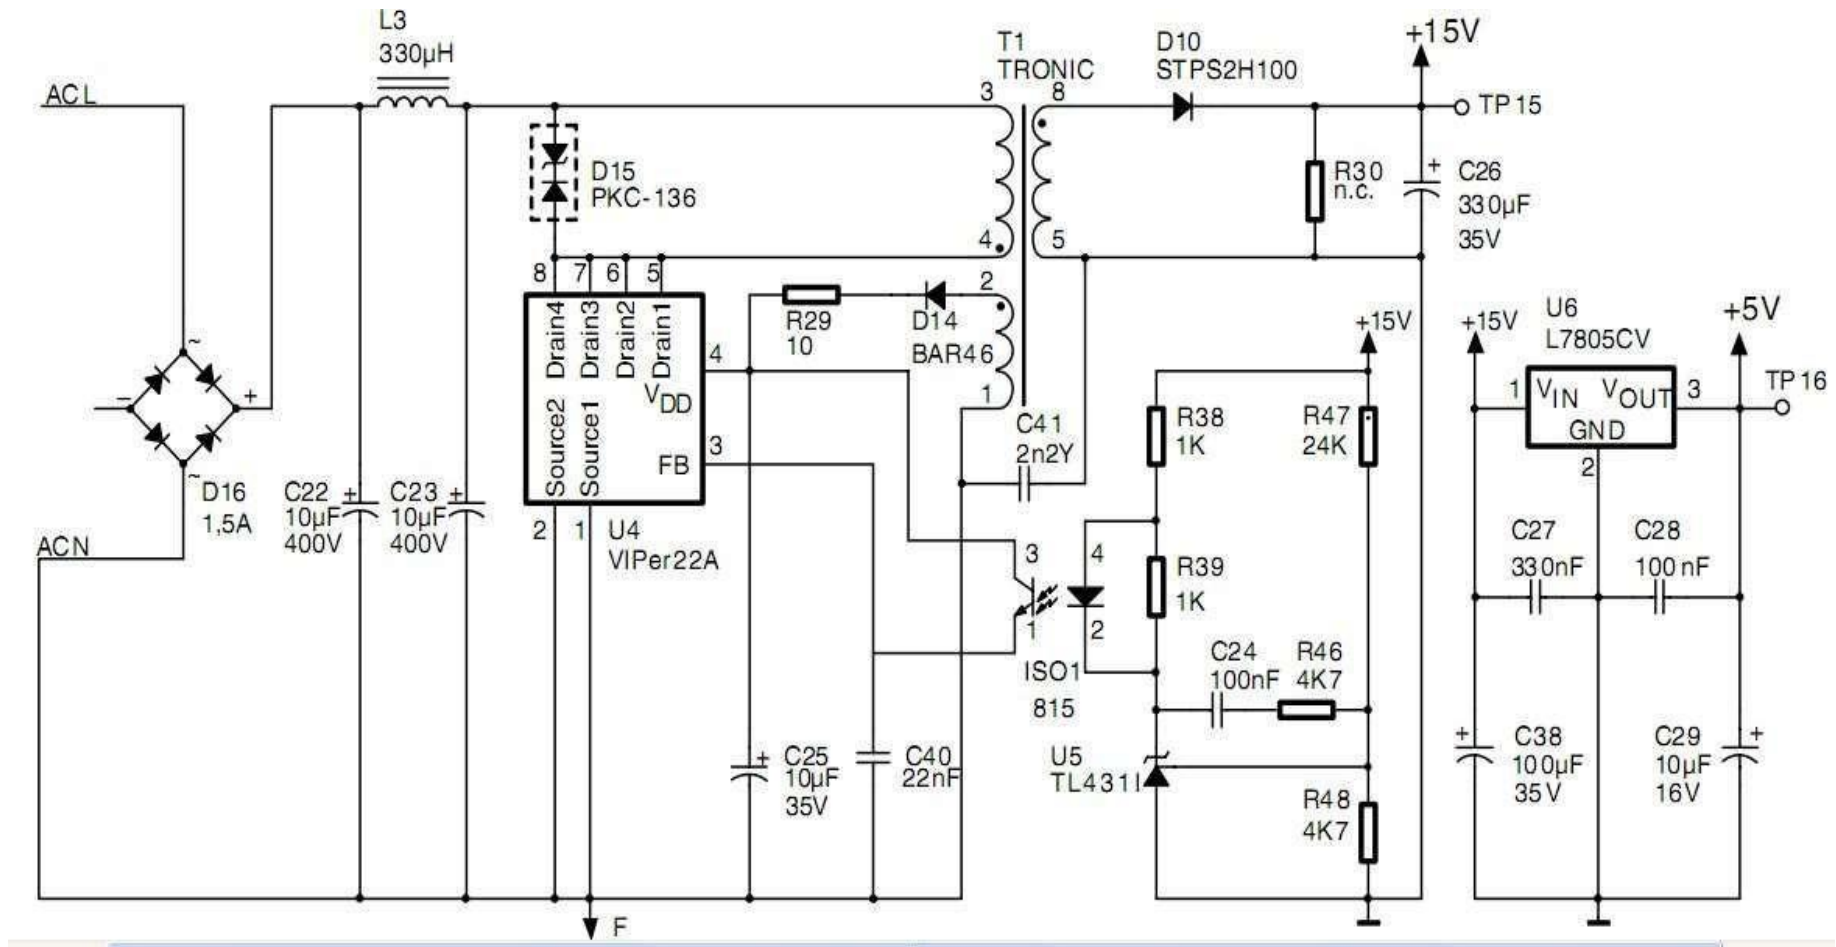 L3
330µH
ACL
T1
TRONIC
D10
STPS2H100
+15V
TP15
3
8
D15
PKC-136
R30
n.c.
+
C26
330µF
35V
4
5
8
7
6
5
2
R29
10
D14
BAR46
1
Drain4
Drain3
Drain2
Drain1
VDD
4
Source2
Source1
FB
3
2
1
U4
VIPer22A
~
−
+
~
D16
1,5A
ACN
C22
10µF
400V
+
C23
10µF
400V
+
C41
2n2Y
+15V
R38
1K
R47
24K
+15V
U6
L7805CV
+5V
TP16
1
VIN
VOUT
3
GND
2
3
1
4
2
R39
1K
ISO1
815
C24
100nF
R46
4K7
C27
330nF
C28
100nF
U5
TL431I
R48
4K7
+
C25
10µF
35V
C40
22nF
+
C38
100µF
35V
C29
10µF
16V
+
F